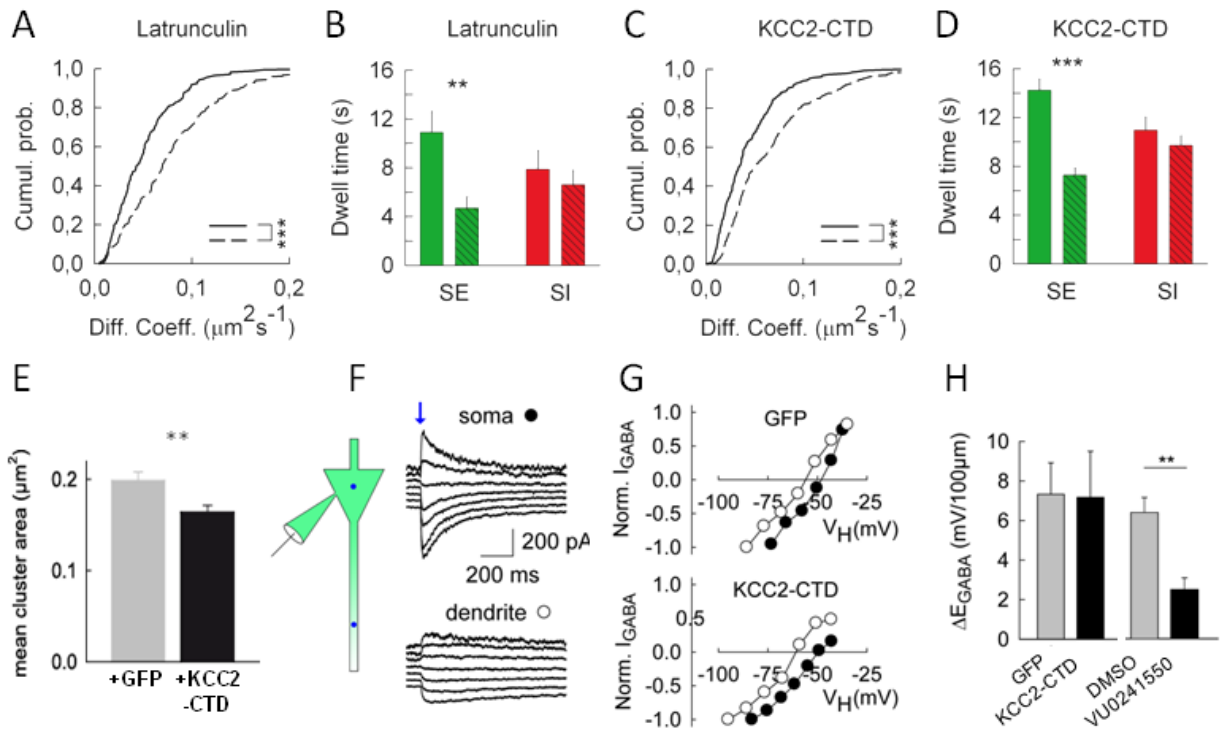 A
Latrunculin
Cumul. prob.
1,0
0,8
0,6
0,4
0,2
0,0
***
0,0 0,1 0,2
Diff. Coeff. (μm²s⁻¹)
B
Latrunculin
Dwell time (s)
16
12
8
4
0
**
SE SI
C
KCC2-CTD
Cumul. prob.
1,0
0,8
0,6
0,4
0,2
0,0
***
0,0 0,1 0,2
Diff. Coeff. (μm²s⁻¹)
D
KCC2-CTD
Dwell time (s)
16
12
8
4
0
***
SE SI
E
mean cluster area (μm²)
0.2
0.1
0.0
**
+GFP +KCC2
-CTD
F
soma
200 pA
200 ms
dendrite
G
GFP
Norm. I_GABA
1.0
0.5
0.0
-0.5
-1.0
-100 -75 -50 -25
V_H(mV)
KCC2-CTD
Norm. I_GABA
1.0
0.5
0.0
-0.5
-1.0
-100 -75 -50 -25
V_H(mV)
H
ΔE_GABA (mV/100μm)
10
8
6
4
2
0
**
GFP
KCC2-CTD
DMSO
VU0241550